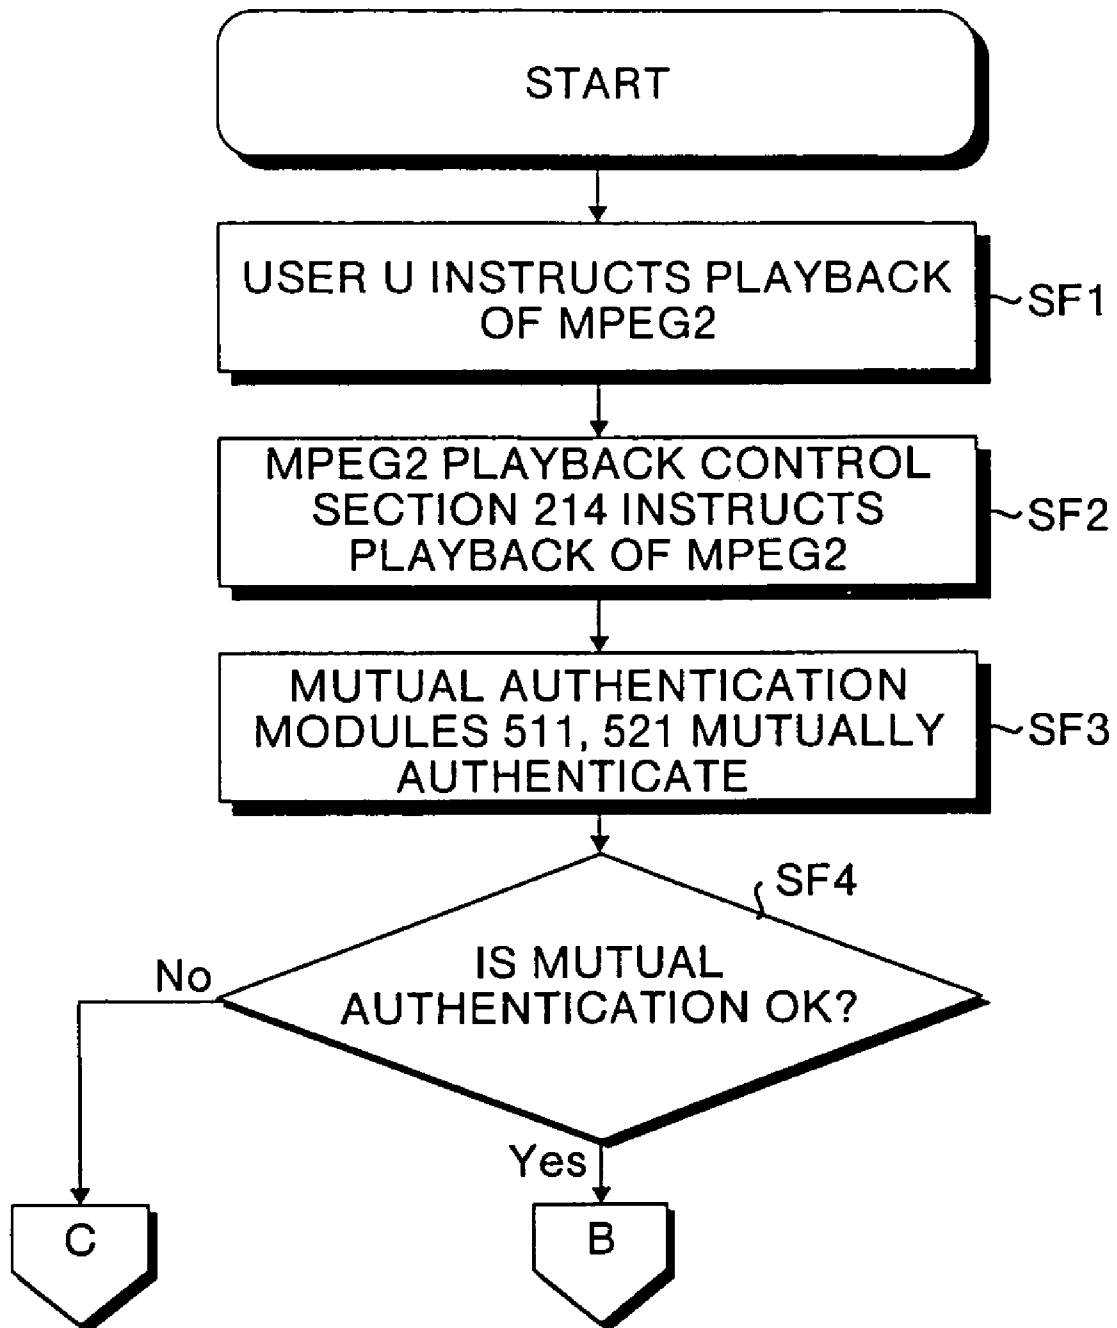 START
USER U INSTRUCTS PLAYBACK
OF MPEG2
SF1
MPEG2 PLAYBACK CONTROL
SECTION 214 INSTRUCTS
PLAYBACK OF MPEG2
SF2
MUTUAL AUTHENTICATION
MODULES 511, 521 MUTUALLY
AUTHENTICATE
SF3
SF4
IS MUTUAL
AUTHENTICATION OK?
No
Yes
C
B